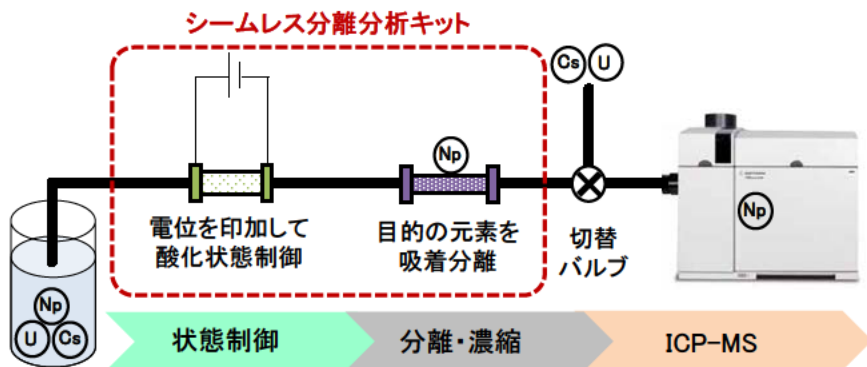 シームレス分離分析キット
Cs U
Np
Np
電位を印加して
酸化状態制御
目的の元素を
吸着分離
切替
バルブ
Np
U Cs
状態制御
分離・濃縮
ICP-MS